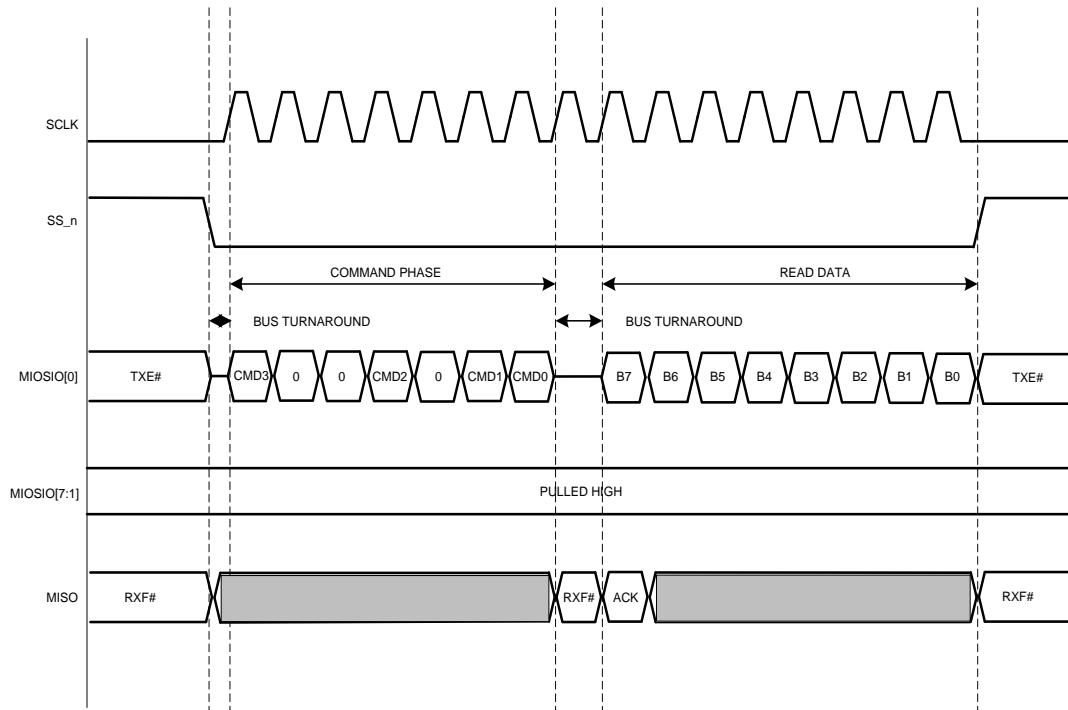 SCLK
SS_n
COMMAND PHASE READ DATA
BUS TURNAROUND BUS TURNAROUND
MIOSIO[0] TXE# CMD3 0 0 CMD2 0 CMD1 CMD0 B7 B6 B5 B4 B3 B2 B1 B0 TXE#
MIOSIO[7:1] PULLED HIGH
MISO RXF# RXF# ACK RXF#